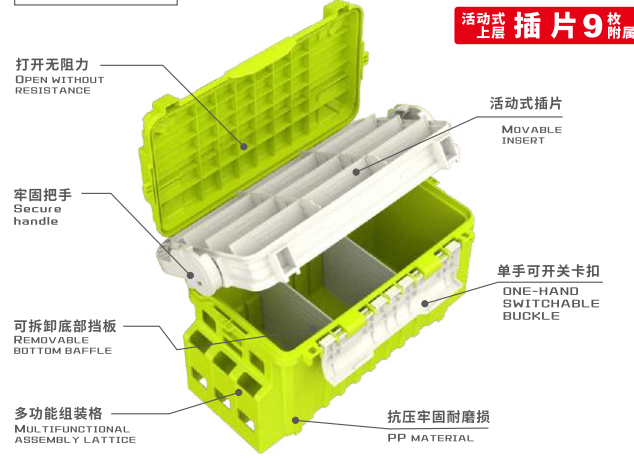 活动式
上层
插片9
枚
附属
打开无阻力
OPEN WITHOUT
RESISTANCE
活动式插片
MOVABLE
INSERT
牢固把手
Secure
handle
单手可开关卡扣
ONE-HAND
SWITCHABLE
BUCKLE
可拆卸底部挡板
REMOVABLE
BOTTOM BAFFLE
多功能组装格
MULTIFUNCTIONAL
ASSEMBLY LATTICE
抗压牢固耐磨损
PP MATERIAL